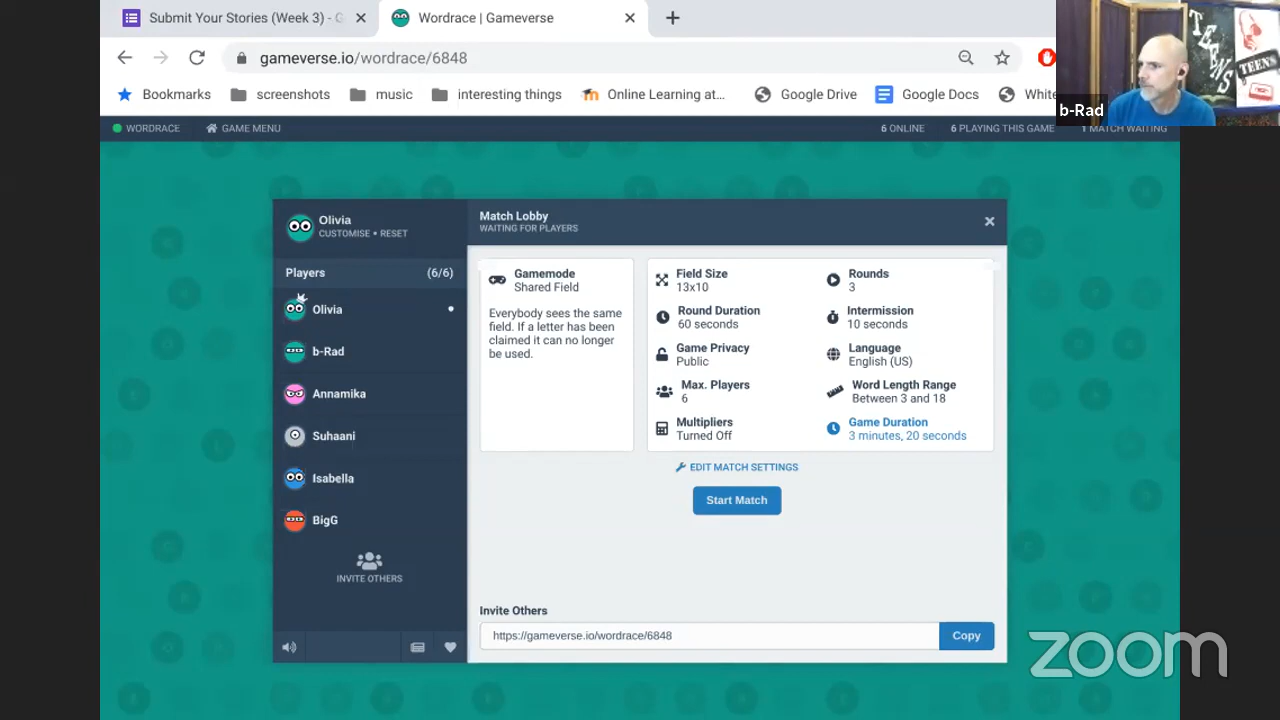 Submit Your Stories (Week 3) - G
Wordrace | Gameverse
gameverse.io/wordrace/6848
Bookmarks
screenshots
music
interesting things
Online Learning at...
Google Drive
Google Docs
White
TEENS
TEENS
b-Rad
WORDRACE
GAME MENU
6 ONLINE
6 PLAYING THIS GAME
1 MATCH WAITING
Olivia
CUSTOMISE • RESET
Players (6/6)
Olivia
b-Rad
Annamika
Suhaani
Isabella
BigG
INVITE OTHERS
Match Lobby
WAITING FOR PLAYERS
Gamemode
Shared Field
Everybody sees the same
field. If a letter has been
claimed it can no longer
be used.
Field Size
13x10
Rounds
3
Round Duration
60 seconds
Intermission
10 seconds
Game Privacy
Public
Language
English (US)
Max. Players
6
Word Length Range
Between 3 and 18
Multipliers
Turned Off
Game Duration
3 minutes, 20 seconds
EDIT MATCH SETTINGS
Start Match
Invite Others
https://gameverse.io/wordrace/6848
Copy
zoom